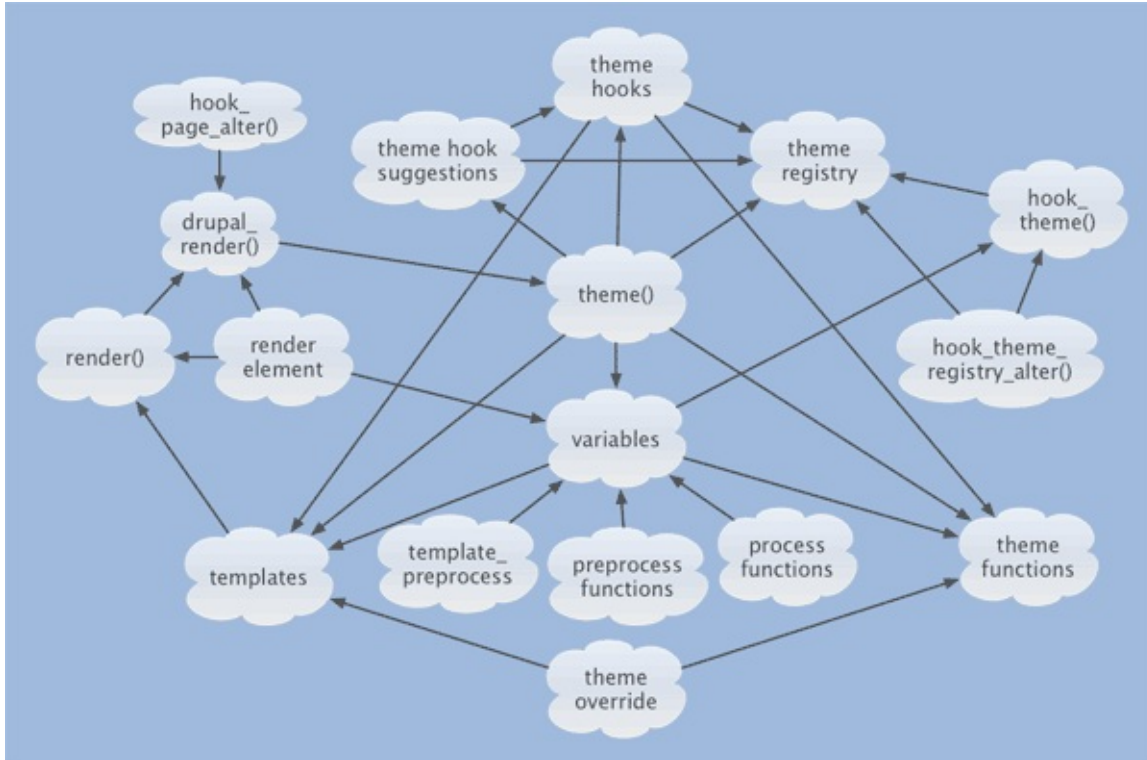 theme
hooks
hook_
page_alter()
theme hook
suggestions
theme
registry
hook_
theme()
drupal_
render()
theme()
render()
render
element
hook_theme_
registry_alter()
variables
templates
template_
preprocess
preprocess
functions
process
functions
theme
functions
theme
override